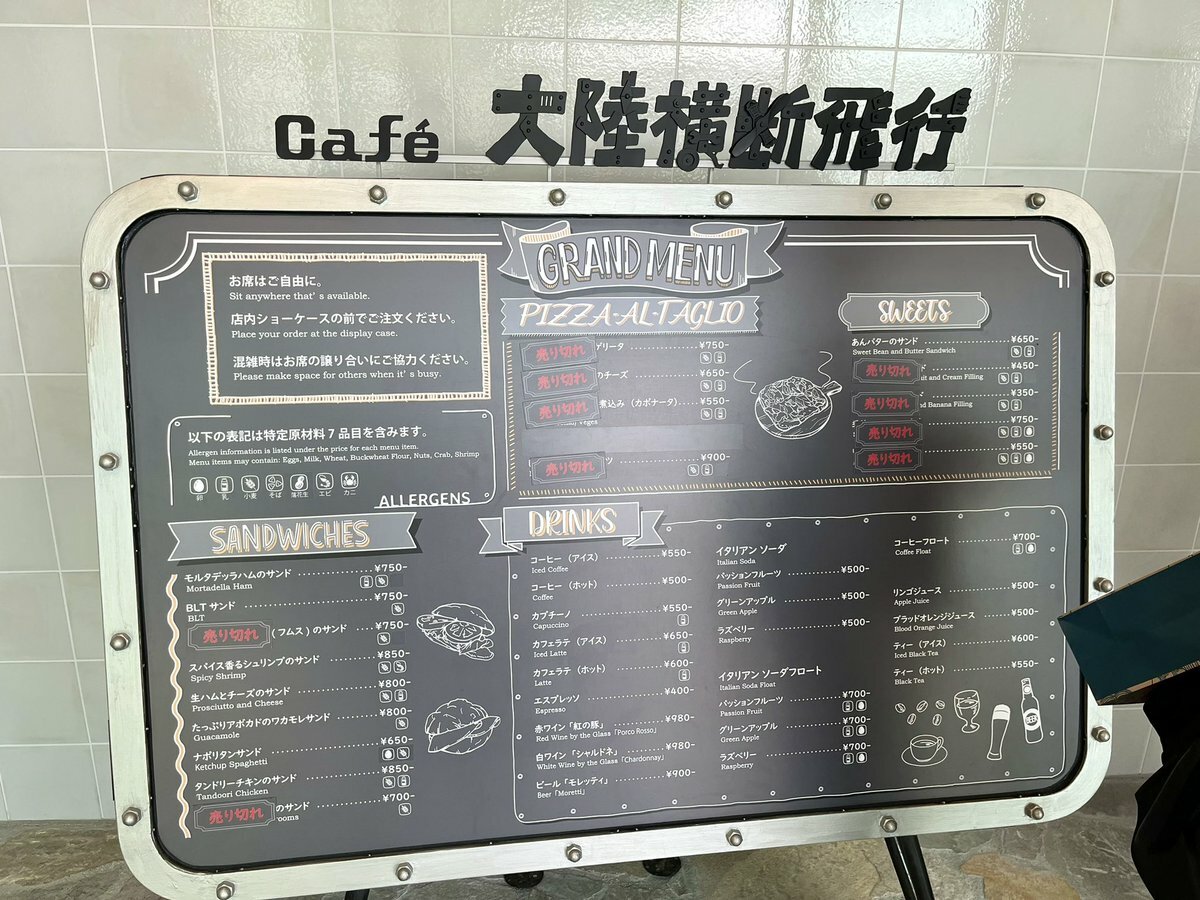 Café 大陸横断飛行
GRAND MENU
お席はご自由に。
Sit anywhere that's available.
店内ショーケースの前でご注文ください。
Place your order at the display case.
混雑時はお席の譲り合いにご協力ください。
Please make space for others when it's busy.
以下の表記は特定原材料7品目を含みます。
Allergen information is listed under the price for each menu item.
Menu items may contain: Eggs, Milk, Wheat, Buckwheat Flour, Nuts, Crab, Shrimp
卵 乳 小麦 そば 落花生 エビ カニ
ALLERGENS
PIZZA-AL-TAGLIO
売り切れ ゲリータ ¥750-
売り切れ のチーズ ¥650-
売り切れ 煮込み（カポナータ） ¥550-
売り切れ ¥900-
SWEETS
あんバターのサンド ¥650-
Sweet Bean and Butter Sandwich
売り切れ ¥450-
uit and Cream Filling
売り切れ ¥350-
nd Banana Filling
売り切れ ¥750-
売り切れ ¥550-
SANDWICHES
モルタデッラハムのサンド ¥750-
Mortadella Ham
BLTサンド ¥750-
BLT
売り切れ (フムス)のサンド ¥750-
スパイス香るシュリンプのサンド ¥850-
Spicy Shrimp
生ハムとチーズのサンド ¥800-
Prosciutto and Cheese
たっぷりアボカドのワカモレサンド ¥800-
Guacamole
ナポリタンサンド ¥650-
Ketchup Spaghetti
タンドリーチキンのサンド ¥850-
Tandoori Chicken
売り切れ のサンド ¥700-
ooms
DRINKS
コーヒー（アイス） ¥550-
Iced Coffee
コーヒー（ホット） ¥500-
Coffee
カプチーノ ¥550-
Capuccino
カフェラテ（アイス） ¥650-
Iced Latte
カフェラテ（ホット） ¥600-
Latte
エスプレッソ ¥400-
Espresso
赤ワイン「紅の豚」 ¥980-
Red Wine by the Glass「Porco Rosso」
白ワイン「シャルドネ」 ¥980-
White Wine by the Glass「Chardonnay」
ビール「モレッティ」 ¥900-
Beer「Moretti」
イタリアン ソーダ
Italian Soda
パッションフルーツ ¥500-
Passion Fruit
グリーンアップル ¥500-
Green Apple
ラズベリー ¥500-
Raspberry
イタリアン ソーダフロート
Italian Soda Float
パッションフルーツ ¥700-
Passion Fruit
グリーンアップル ¥700-
Green Apple
ラズベリー ¥700-
Raspberry
コーヒーフロート ¥700-
Coffee Float
リンゴジュース ¥500-
Apple Juice
ブラッドオレンジジュース ¥500-
Blood Orange Juice
ティー（アイス） ¥600-
Iced Black Tea
ティー（ホット） ¥550-
Black Tea
BEER